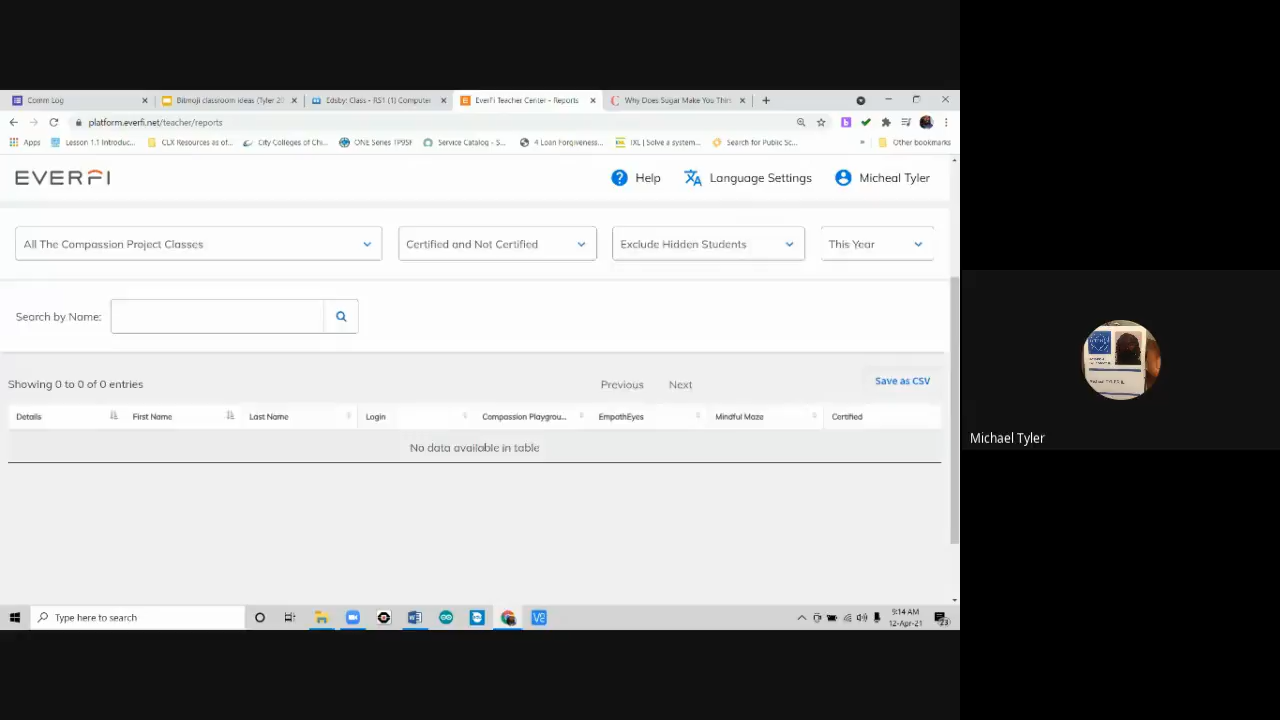 Comm Log
Bitmoji classroom ideas (Tyler 20
Edsby: Class - RS1 (1) Computer
EverFi Teacher Center - Reports
Why Does Sugar Make You Thin
platform.everfi.net/teacher/reports
Apps
Lesson 1.1 Introduc...
CLX Resources as of...
City Colleges of Chi...
ONE Series TP95F
Service Catalog - S...
4 Loan Forgiveness...
IXL | Solve a system...
Search for Public Sc...
»
Other bookmarks
EVERFI
Help
Language Settings
Micheal Tyler
All The Compassion Project Classes
Certified and Not Certified
Exclude Hidden Students
This Year
Search by Name:
Showing 0 to 0 of 0 entries
Previous
Next
Save as CSV
Details
First Name
Last Name
Login
Compassion Playgrou...
EmpathEyes
Mindful Maze
Certified
No data available in table
Michael Tyler
Type here to search
9:14 AM
12-Apr-21
23